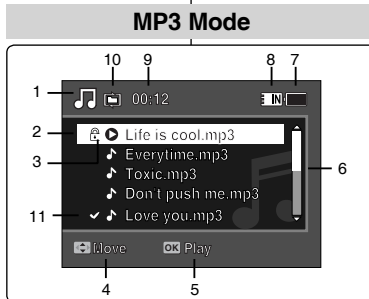 MP3 Mode
10 9 8 7
1 00:12 IN
2 Life is cool.mp3
3 Everytime.mp3
Toxic.mp3 6
Don't push me.mp3
11 Love you.mp3
Move OK Play
4 5